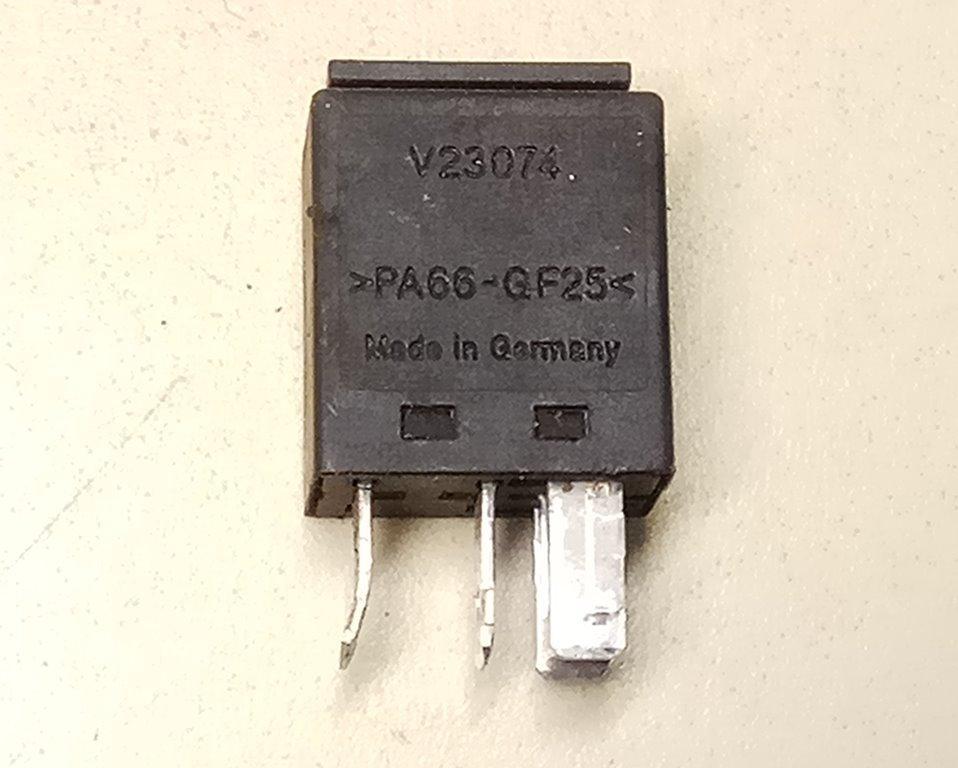 V23074
>PA66-GF25<
Made in Germany